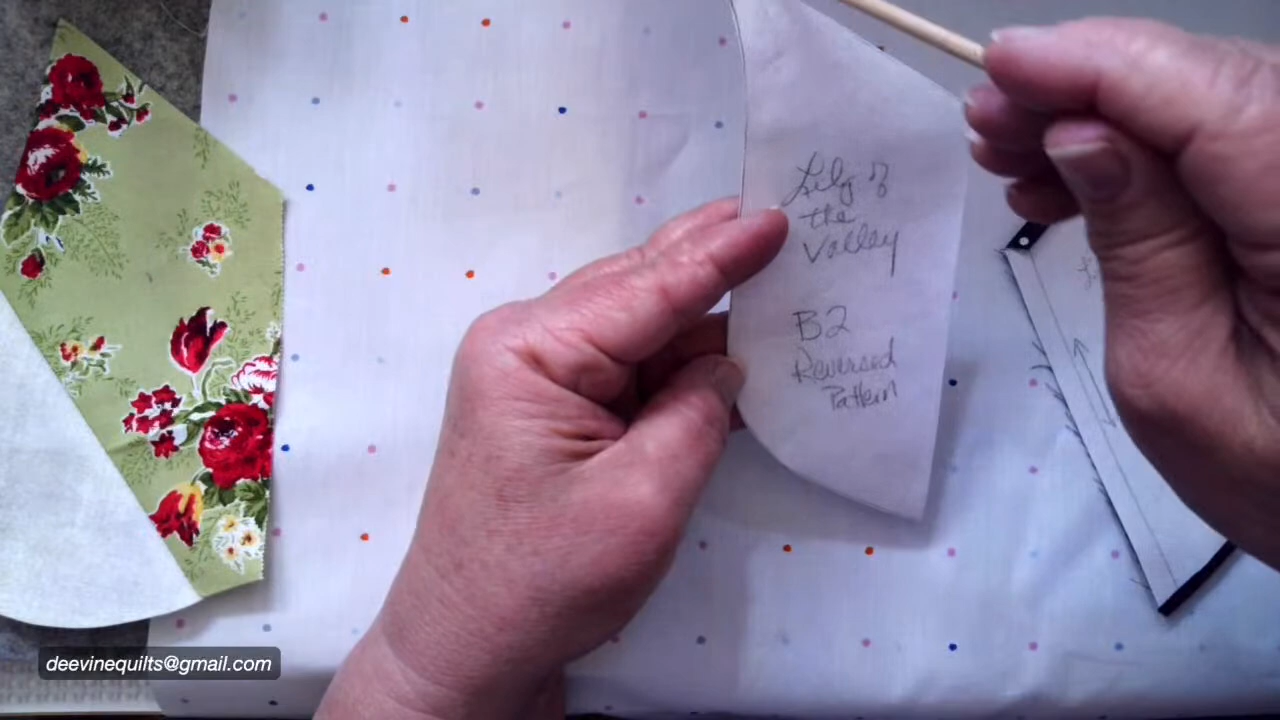 Lily of
the
Valley
B2
Reversed
Pattern
deevinequilts@gmail.com